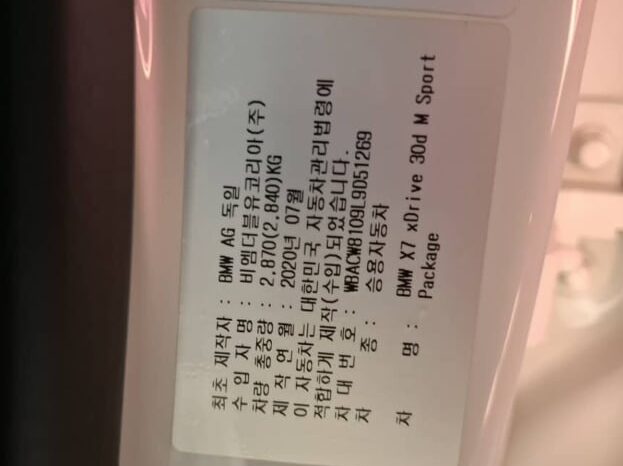 최초 제작자 : BMW AG 독일
수 입 자 명 : 비엠더블유코리아(주)
차량 총중량 : 2.870(2.840)KG
제 작 연 월 : 2020년 07월
이 자동차는 대한민국 자동차관리법령에
적합하게 제작(수입)되었습니다.
차 대 번 호 : WBACW8109L9D51269
차 종 : 승용자동차
차 명 : BMW X7 xDrive 30d M Sport
Package